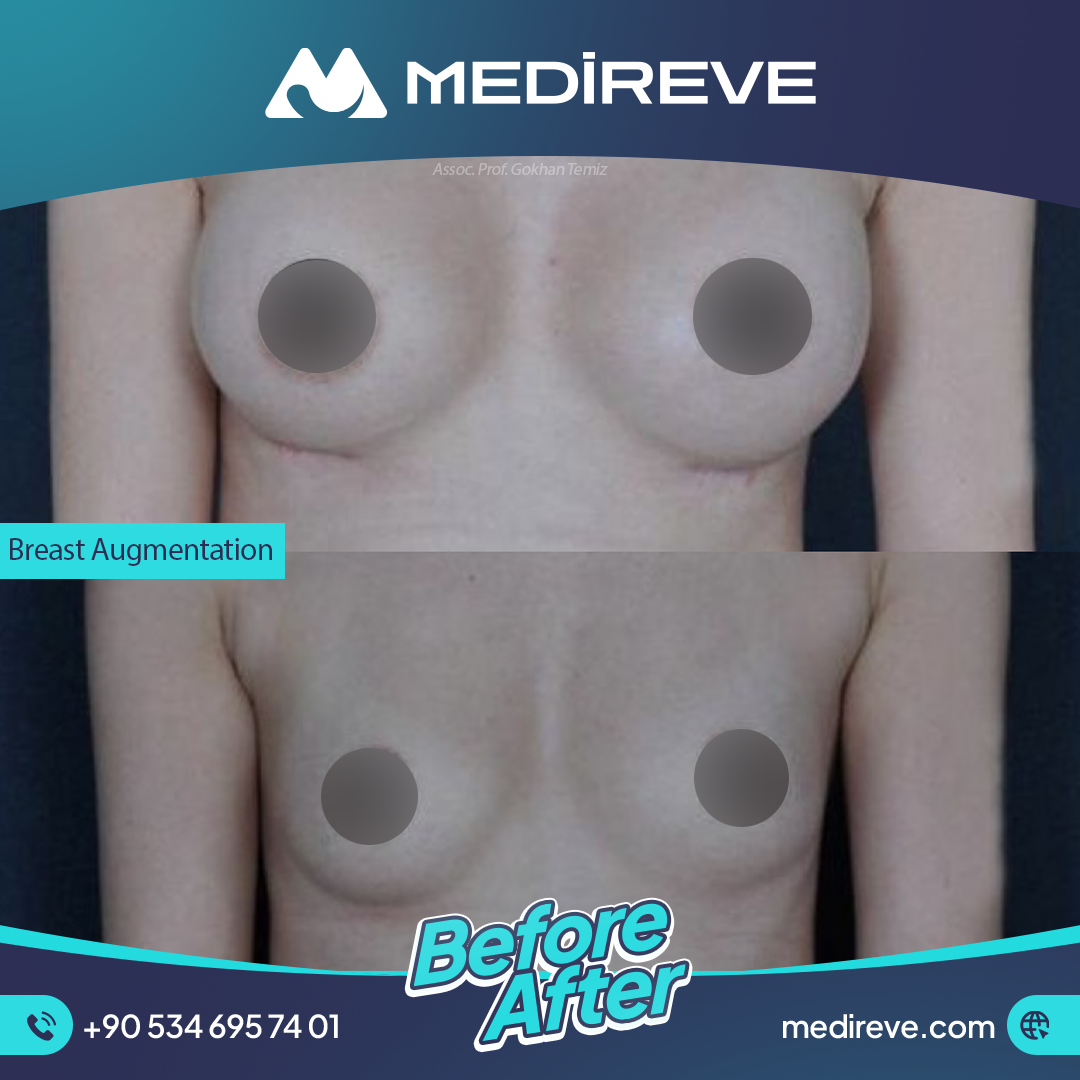 MEDİREVE
Assoc. Prof. Gokhan Temiz
Breast Augmentation
Before
After
+90 534 695 74 01
medireve.com